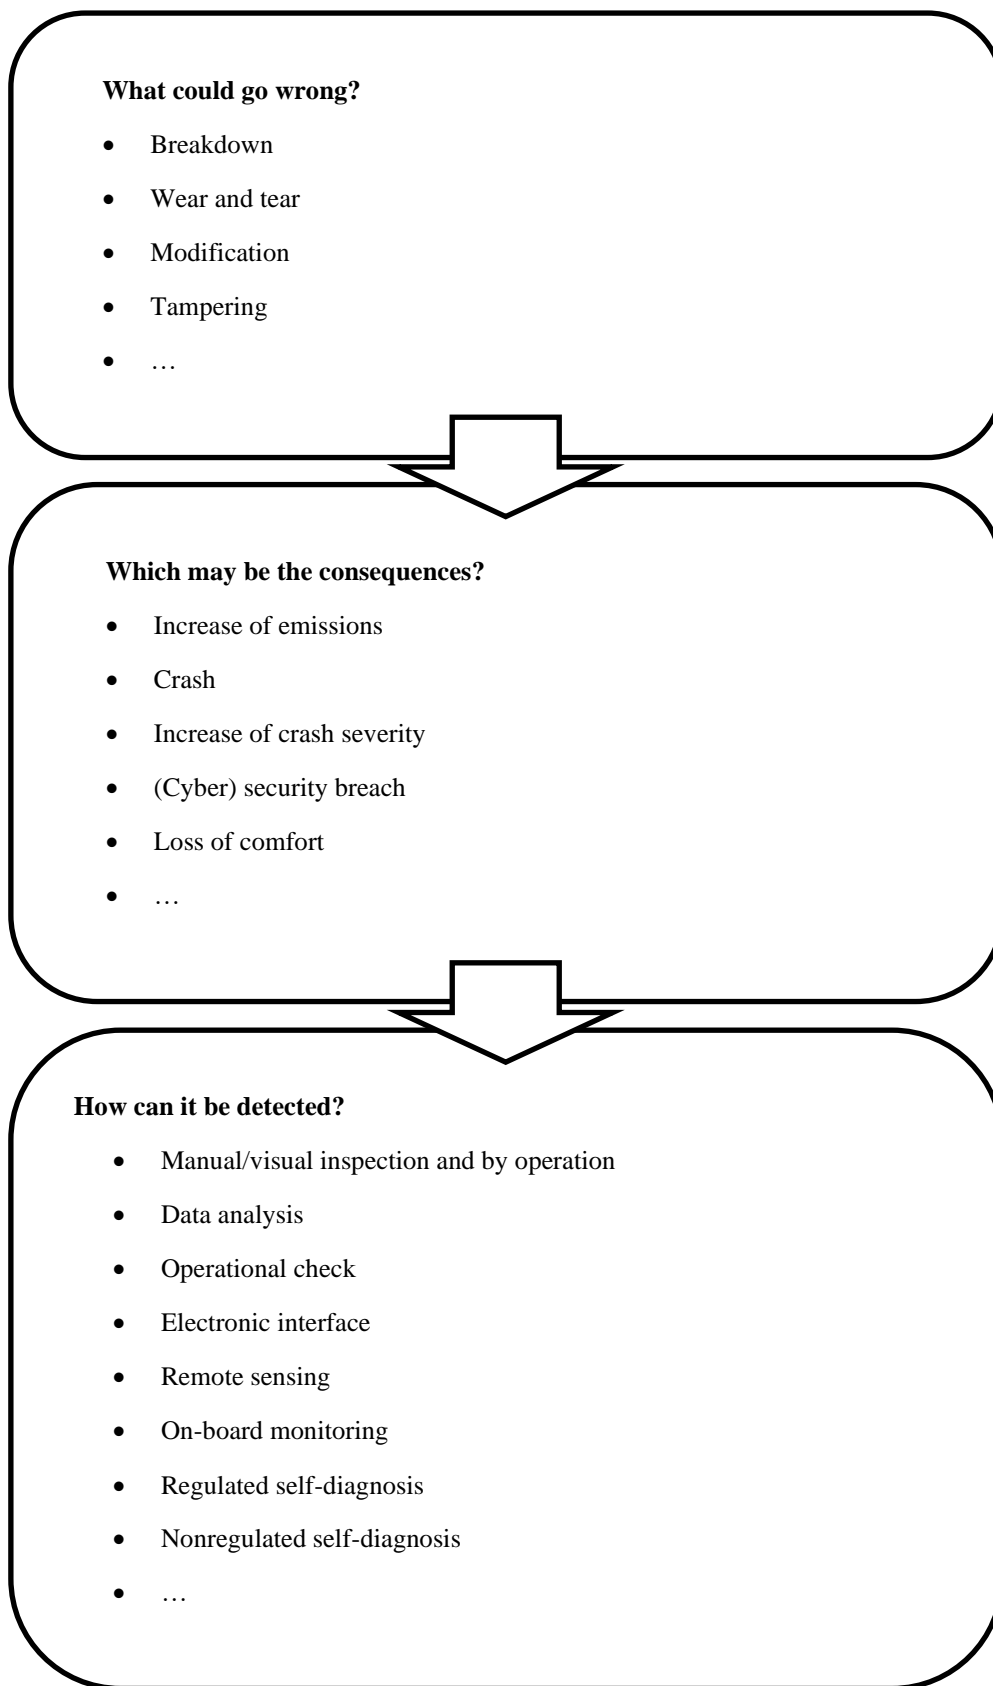 What could go wrong?
• Breakdown
• Wear and tear
• Modification
• Tampering
• …
Which may be the consequences?
• Increase of emissions
• Crash
• Increase of crash severity
• (Cyber) security breach
• Loss of comfort
• …
How can it be detected?
• Manual/visual inspection and by operation
• Data analysis
• Operational check
• Electronic interface
• Remote sensing
• On-board monitoring
• Regulated self-diagnosis
• Nonregulated self-diagnosis
• …